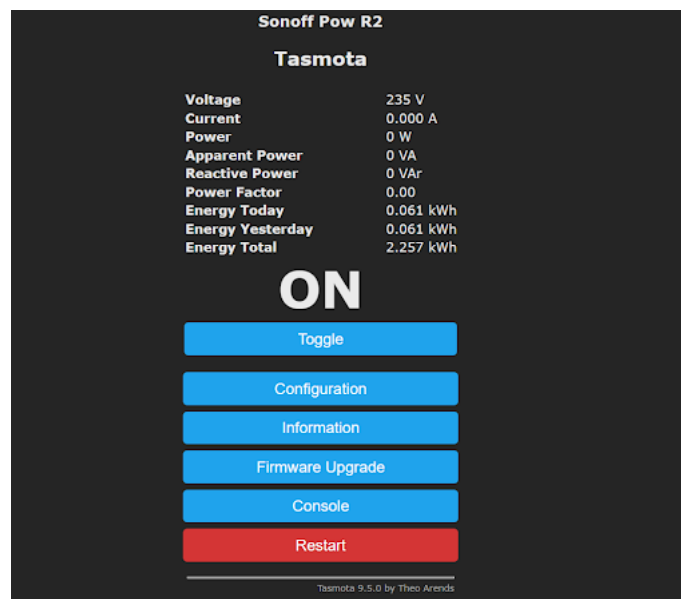 Sonoff Pow R2
Tasmota
Voltage 235 V
Current 0.000 A
Power 0 W
Apparent Power 0 VA
Reactive Power 0 VAr
Power Factor 0.00
Energy Today 0.061 kWh
Energy Yesterday 0.061 kWh
Energy Total 2.257 kWh
ON
Toggle
Configuration
Information
Firmware Upgrade
Console
Restart
Tasmota 9.5.0 by Theo Arends